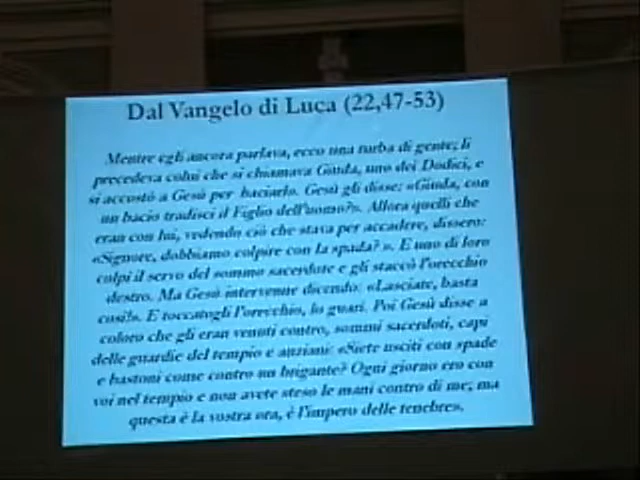 Dal Vangelo di Luca (22,47-53)
Mentre egli ancora parlava, ecco una turba di gente; li
precedeva colui che si chiamava Giuda, uno dei Dodici, e
si accostò a Gesù per baciarlo. Gesù gli disse: «Giuda, con
un bacio tradisci il Figlio dell'uomo?». Allora quelli che
eran con lui, vedendo ciò che stava per accadere, dissero:
«Signore, dobbiamo colpire con la spada? ». E uno di loro
colpì il servo del sommo sacerdote e gli staccò l'orecchio
destro. Ma Gesù intervenne dicendo: «Lasciate, basta
così!». E toccatogli l'orecchio, lo guarì. Poi Gesù disse a
coloro che gli eran venuti contro, sommi sacerdoti, capi
delle guardie del tempio e anziani: «Siete usciti con spade
e bastoni come contro un brigante? Ogni giorno ero con
voi nel tempio e non avete steso le mani contro di me; ma
questa è la vostra ora, è l'impero delle tenebre».